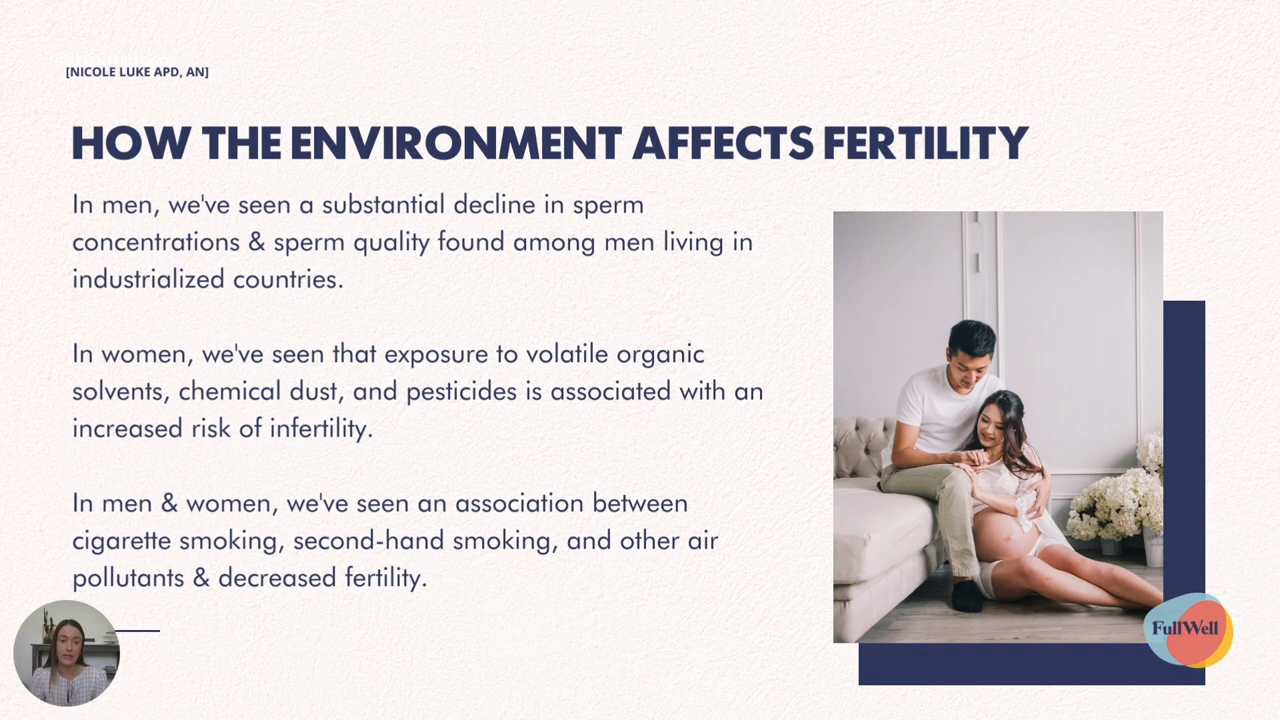 [NICOLE LUKE APD, AN]
HOW THE ENVIRONMENT AFFECTS FERTILITY
In men, we've seen a substantial decline in sperm
concentrations & sperm quality found among men living in
industrialized countries.
In women, we've seen that exposure to volatile organic
solvents, chemical dust, and pesticides is associated with an
increased risk of infertility.
In men & women, we've seen an association between
cigarette smoking, second-hand smoking, and other air
pollutants & decreased fertility.
FullWell